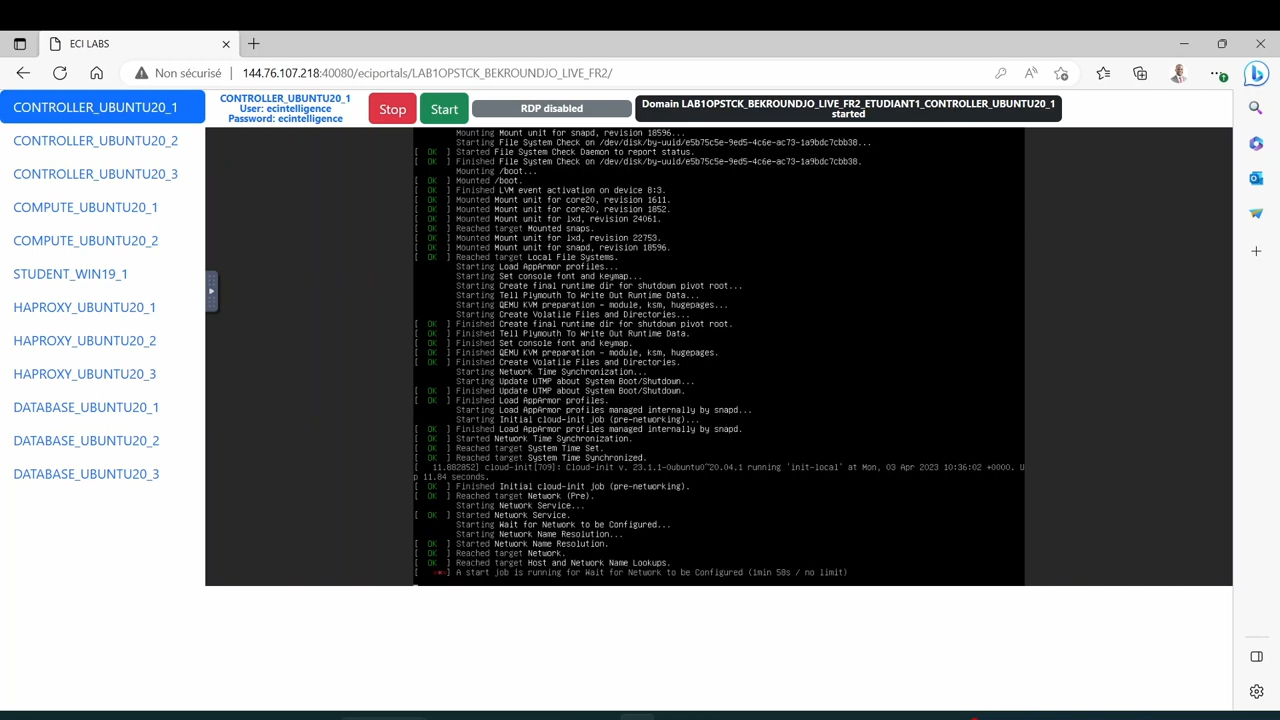 ECI LABS
Non sécurisé
144.76.107.218:40080/eciportals/LAB1OPSTCK_BEKROUNDJO_LIVE_FR2/
CONTROLLER_UBUNTU20_1
CONTROLLER_UBUNTU20_2
CONTROLLER_UBUNTU20_3
COMPUTE_UBUNTU20_1
COMPUTE_UBUNTU20_2
STUDENT_WIN19_1
HAPROXY_UBUNTU20_1
HAPROXY_UBUNTU20_2
HAPROXY_UBUNTU20_3
DATABASE_UBUNTU20_1
DATABASE_UBUNTU20_2
DATABASE_UBUNTU20_3
CONTROLLER_UBUNTU20_1
User: ecintelligence
Password: ecintelligence
Stop
Start
RDP disabled
Domain LAB1OPSTCK_BEKROUNDJO_LIVE_FR2_ETUDIANT1_CONTROLLER_UBUNTU20_1
started
Mounting Mount unit for snapd, revision 18596...
Starting File System Check on /dev/disk/by-uuid/e5b75c5e-9ed5-4c6e-ac73-1a9bdc7cbb38...
[ OK ] Started File System Check Daemon to report status.
[ OK ] Finished File System Check on /dev/disk/by-uuid/e5b75c5e-9ed5-4c6e-ac73-1a9bdc7cbb38.
Mounting /boot...
[ OK ] Mounted /boot.
[ OK ] Finished LVM event activation on device 8:3.
[ OK ] Mounted Mount unit for core20, revision 1611.
[ OK ] Mounted Mount unit for core20, revision 1852.
[ OK ] Mounted Mount unit for lxd, revision 24061.
[ OK ] Reached target Mounted snaps.
[ OK ] Mounted Mount unit for lxd, revision 22753.
[ OK ] Mounted Mount unit for snapd, revision 18596.
[ OK ] Reached target Local File Systems.
Starting Load AppArmor profiles...
Starting Set console font and keymap...
Starting Create final runtime dir for shutdown pivot root...
Starting Tell Plymouth To Write Out Runtime Data...
Starting QEMU KVM preparation - module, ksm, hugepages...
Starting Create Volatile Files and Directories...
[ OK ] Finished Create final runtime dir for shutdown pivot root.
[ OK ] Finished Tell Plymouth To Write Out Runtime Data.
[ OK ] Finished Set console font and keymap.
[ OK ] Finished QEMU KVM preparation - module, ksm, hugepages.
[ OK ] Finished Create Volatile Files and Directories.
Starting Network Time Synchronization...
Starting Update UTMP about System Boot/Shutdown...
[ OK ] Finished Update UTMP about System Boot/Shutdown.
[ OK ] Finished Load AppArmor profiles.
Starting Load AppArmor profiles managed internally by snapd...
Starting Initial cloud-init job (pre-networking)...
[ OK ] Finished Load AppArmor profiles managed internally by snapd.
[ OK ] Started Network Time Synchronization.
[ OK ] Reached target System Time Set.
[ OK ] Reached target System Time Synchronized.
[ 11.882852] cloud-init[709]: Cloud-init v. 23.1.1-0ubuntu0~20.04.1 running 'init-local' at Mon, 03 Apr 2023 10:36:02 +0000. U
p 11.84 seconds.
[ OK ] Finished Initial cloud-init job (pre-networking).
[ OK ] Reached target Network (Pre).
Starting Network Service...
[ OK ] Started Network Service.
Starting Wait for Network to be Configured...
Starting Network Name Resolution...
[ OK ] Started Network Name Resolution.
[ OK ] Reached target Network.
[ OK ] Reached target Host and Network Name Lookups.
[ **] A start job is running for Wait for Network to be Configured (1min 58s / no limit)